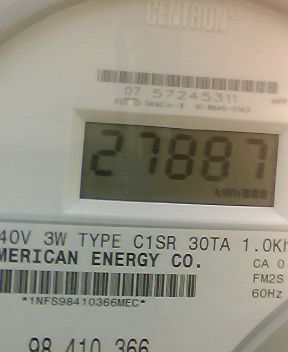 CENTRON
07 57245311
27887
kWh
40V 3W TYPE C1SR 30TA 1.0Kh
MERICAN ENERGY CO.
CA 0
FM2S
60Hz
*1NFS98410366MEC*
98 410 366